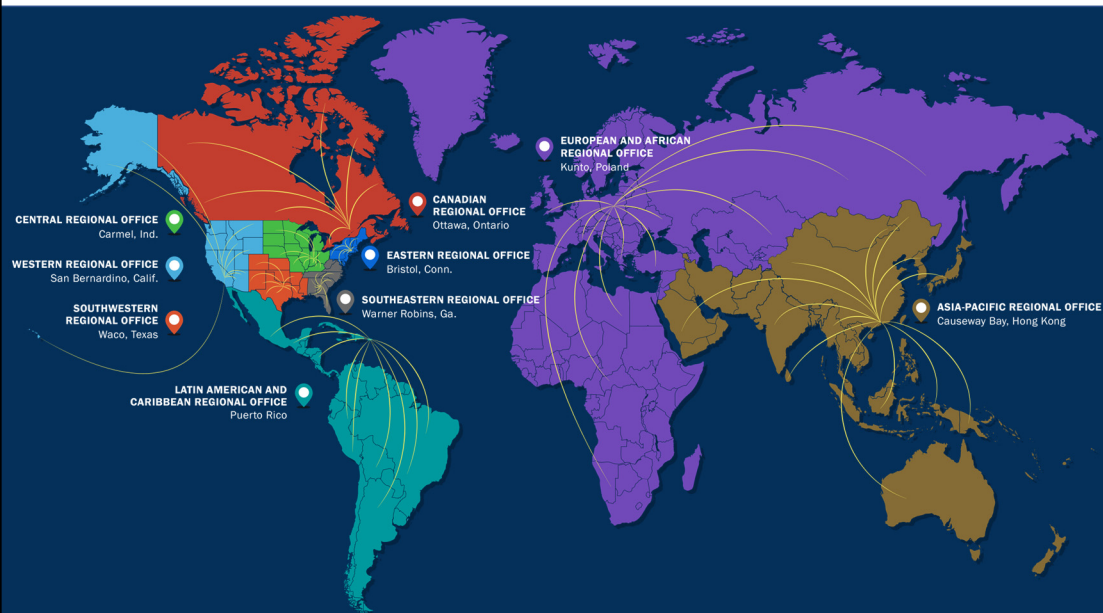 EUROPEAN AND AFRICAN
REGIONAL OFFICE
Kunto, Poland
CANADIAN
REGIONAL OFFICE
Ottawa, Ontario
CENTRAL REGIONAL OFFICE
Carmel, Ind.
EASTERN REGIONAL OFFICE
Bristol, Conn.
WESTERN REGIONAL OFFICE
San Bernardino, Calif.
SOUTHEASTERN REGIONAL OFFICE
Warner Robins, Ga.
SOUTHWESTERN
REGIONAL OFFICE
Waco, Texas
ASIA-PACIFIC REGIONAL OFFICE
Causeway Bay, Hong Kong
LATIN AMERICAN AND
CARIBBEAN REGIONAL OFFICE
Puerto Rico